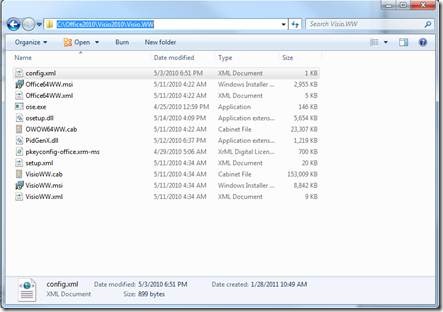 C:\Office2010\Visio2010\Visio.WW
Search Visio.WW
Organize Open Burn New folder
Name Date modified Type Size
config.xml 5/3/2010 6:51 PM XML Document 1 KB
Office64WW.msi 5/11/2010 4:22 AM Windows Installer ... 2,955 KB
Office64WW.xml 5/11/2010 4:22 AM XML Document 5 KB
ose.exe 4/25/2010 12:59 PM Application 146 KB
osetup.dll 5/14/2010 4:09 PM Application extens... 5,654 KB
OWOW64WW.cab 5/11/2010 4:22 AM Cabinet File 23,307 KB
PidGenX.dll 5/12/2010 6:37 PM Application extens... 1,219 KB
pkeyconfig-office.xrm-ms 4/29/2010 5:06 AM XrML Digital Licen... 700 KB
setup.xml 5/11/2010 4:34 AM XML Document 20 KB
VisioWW.cab 5/11/2010 4:34 AM Cabinet File 153,009 KB
VisioWW.msi 5/11/2010 4:34 AM Windows Installer ... 8,842 KB
VisioWW.xml 5/11/2010 4:34 AM XML Document 9 KB
config.xml Date modified: 5/3/2010 6:51 PM Date created: 1/28/2011 10:49 AM
XML Document Size: 899 bytes